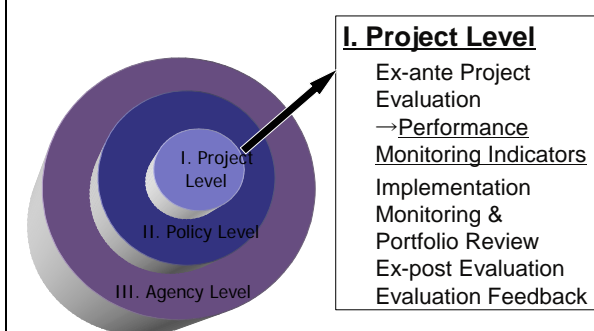 I. Project
Level
II. Policy Level
III. Agency Level
I. Project Level
Ex-ante Project
Evaluation
→Performance
Monitoring Indicators
Implementation
Monitoring &
Portfolio Review
Ex-post Evaluation
Evaluation Feedback